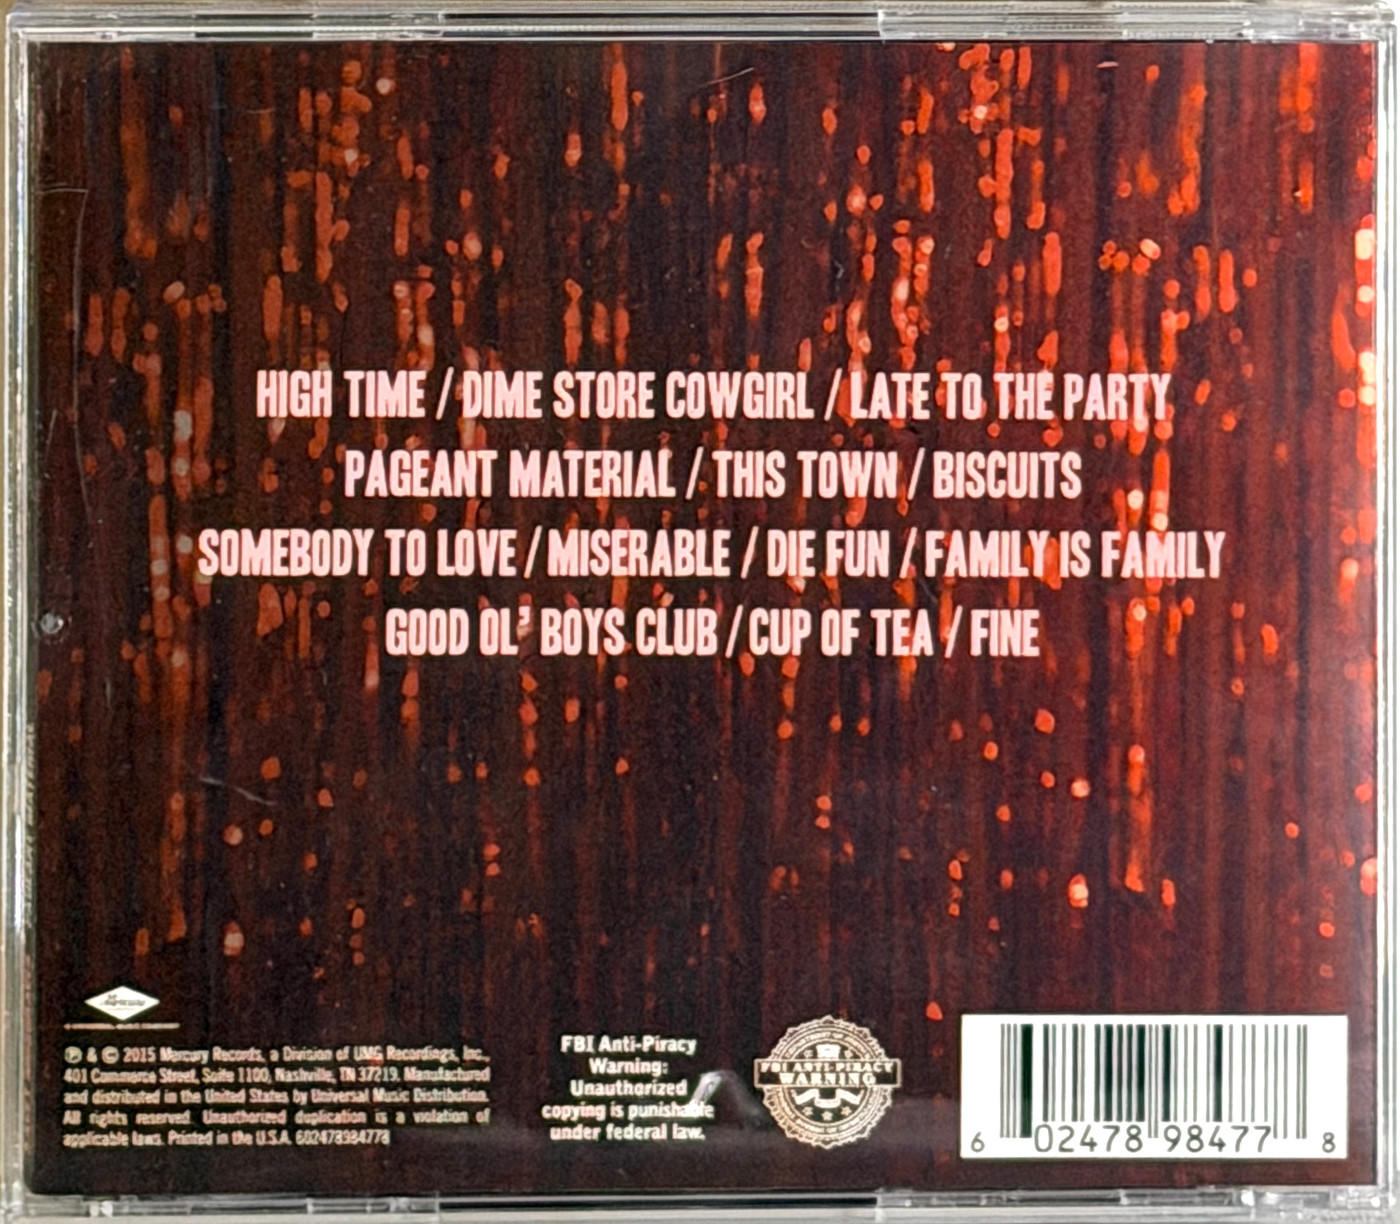 HIGH TIME / DIME STORE COWGIRL / LATE TO THE PARTY
PAGEANT MATERIAL / THIS TOWN / BISCUITS
SOMEBODY TO LOVE / MISERABLE / DIE FUN / FAMILY IS FAMILY
GOOD OL' BOYS CLUB / CUP OF TEA / FINE
℗ & © 2015 Mercury Records, a Division of UMG Recordings, Inc.,
401 Commerce Street, Suite 1100, Nashville, TN 37219. Manufactured
and distributed in the United States by Universal Music Distribution.
All rights reserved. Unauthorized duplication is a violation of
applicable laws. Printed in the U.S.A. 602478984778
FBI Anti-Piracy
Warning:
Unauthorized
copying is punishable
under federal law.
FBI ANTI-PIRACY
WARNING
6 02478 98477 8